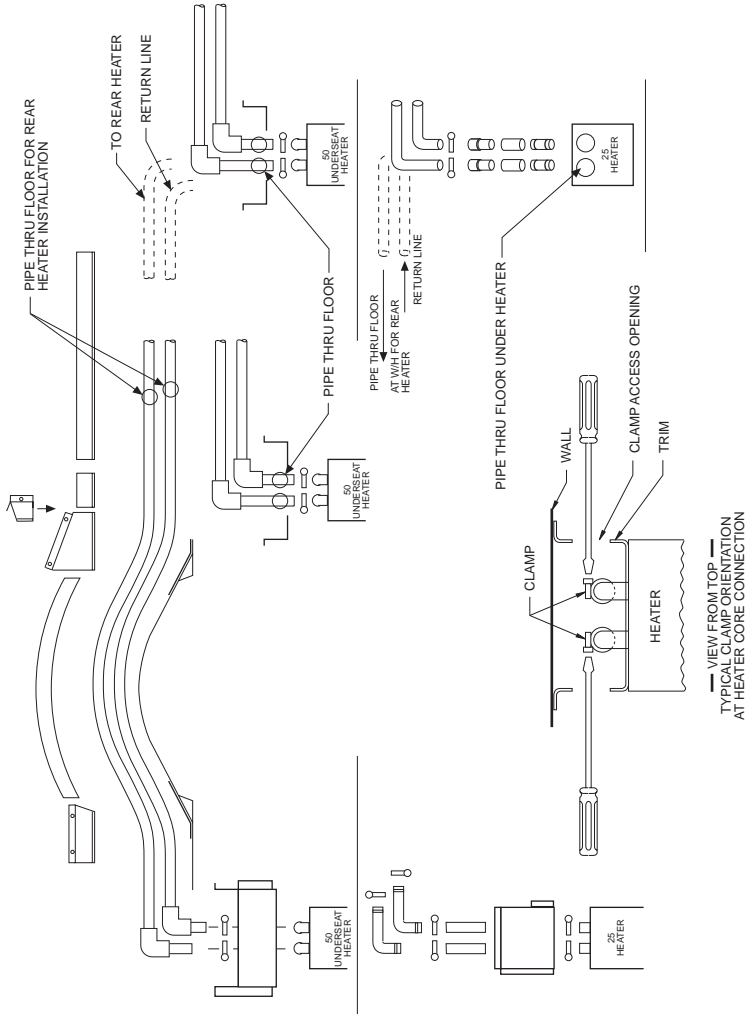 PIPE THRU FLOOR FOR REAR
HEATER INSTALLATION
TO REAR HEATER
RETURN LINE
50
UNDERSEAT
HEATER
PIPE THRU FLOOR
50
UNDERSEAT
HEATER
50
UNDERSEAT
HEATER
PIPE THRU FLOOR
AT W/H FOR REAR
HEATER
RETURN LINE
25
HEATER
PIPE THRU FLOOR UNDER HEATER
WALL
CLAMP ACCESS OPENING
TRIM
CLAMP
HEATER
VIEW FROM TOP
TYPICAL CLAMP ORIENTATION
AT HEATER CORE CONNECTION
25
HEATER